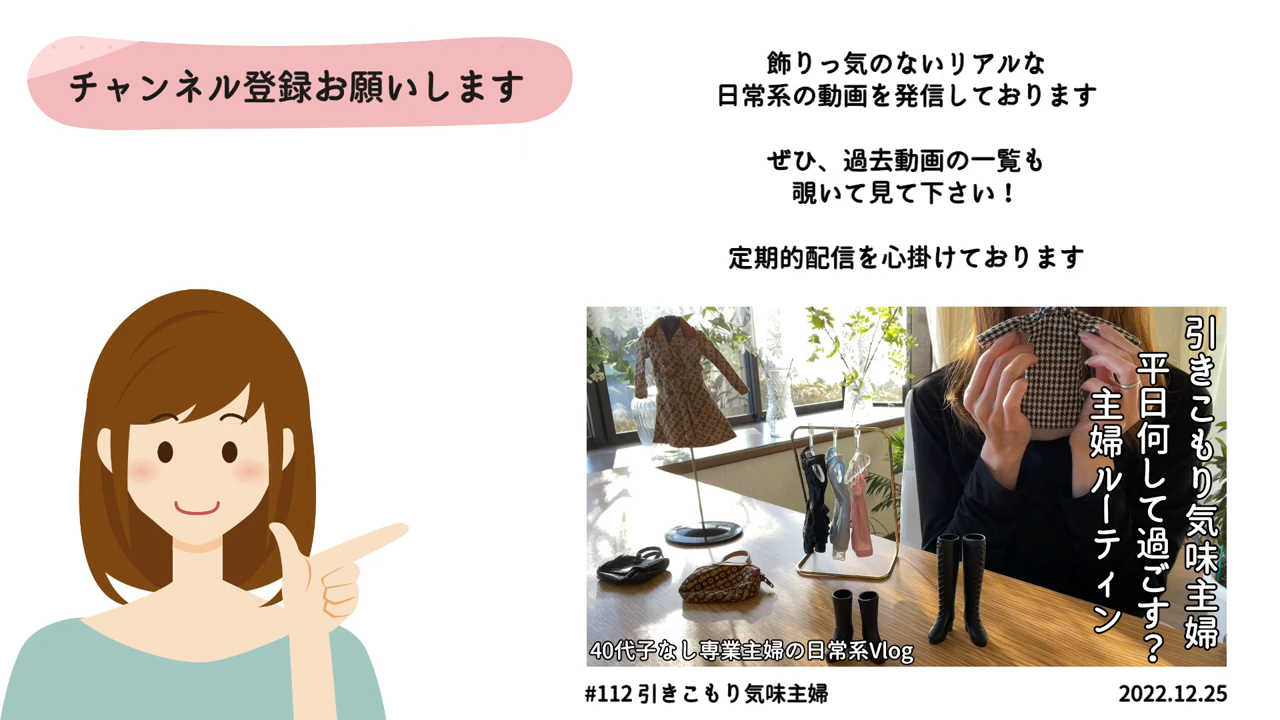 チャンネル登録お願いします
飾りっ気のないリアルな
日常系の動画を発信しております
ぜひ、過去動画の一覧も
覗いて見て下さい！
定期的配信を心掛けております
引きこもり気味主婦
平日何して過ごす？
主婦ルーティン
40代子なし専業主婦の日常系Vlog
#112 引きこもり気味主婦
2022.12.25